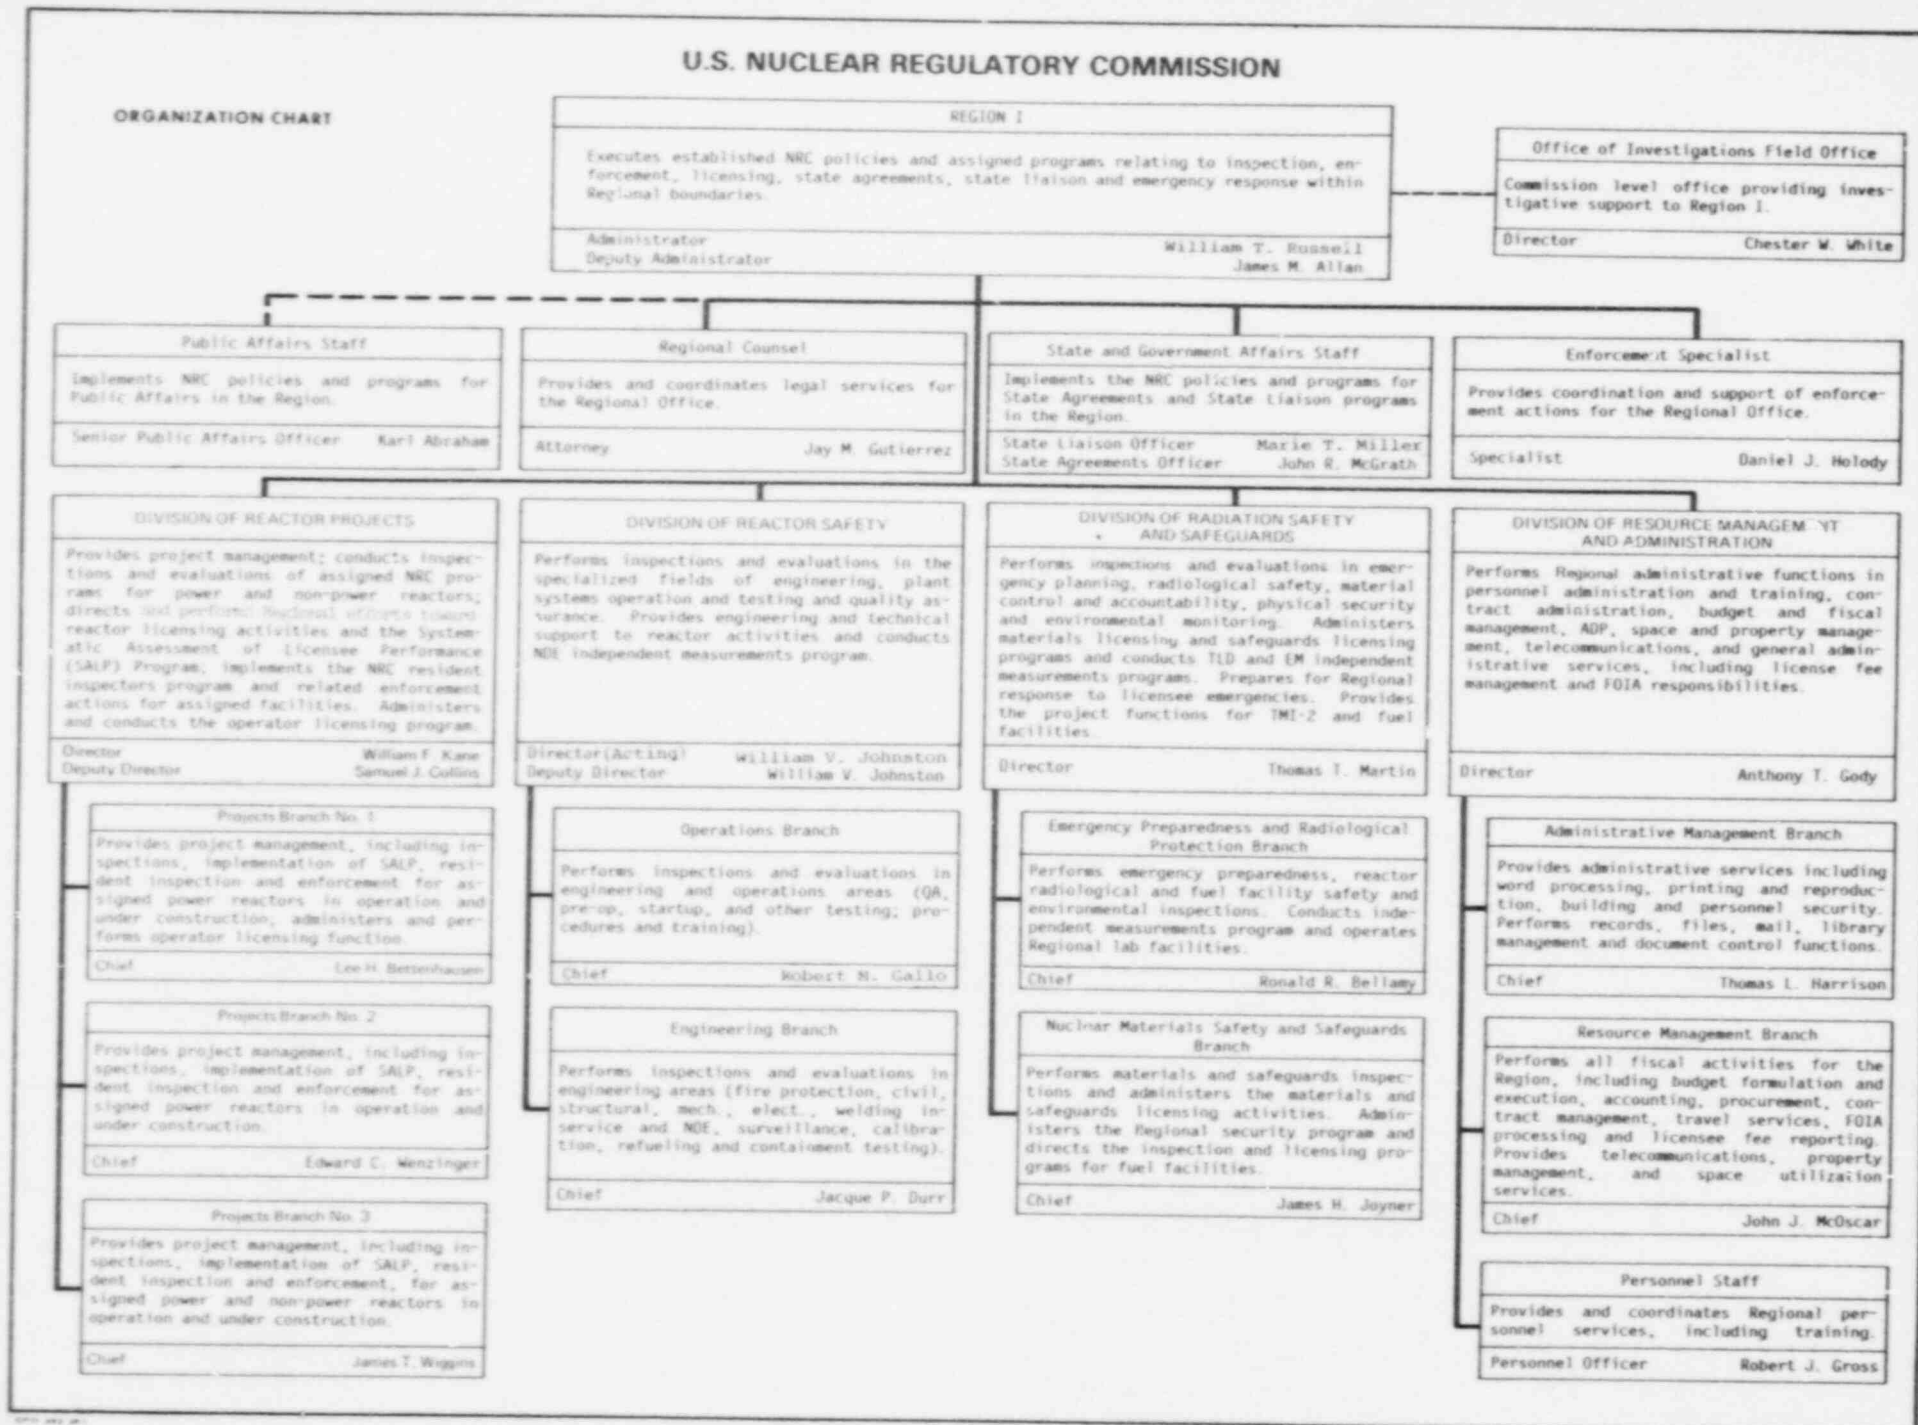 U.S. NUCLEAR REGULATORY COMMISSION
ORGANIZATION CHART
REGION I
Executes established NRC policies and assigned programs relating to inspection, en-
forcement, licensing, state agreements, state liaison and emergency response within
Regional boundaries.
Administrator William T. Russell
Deputy Administrator James M. Allan
Office of Investigations Field Office
Commission level office providing inves-
tigative support to Region I.
Director Chester W. White
Public Affairs Staff
Implements NRC policies and programs for
Public Affairs in the Region.
Senior Public Affairs Officer Karl Abraham
Regional Counsel
Provides and coordinates legal services for
the Regional Office.
Attorney Jay M. Gutierrez
State and Government Affairs Staff
Implements the NRC policies and programs for
State Agreements and State Liaison programs
in the Region.
State Liaison Officer Marie T. Miller
State Agreements Officer John R. McGrath
Enforcement Specialist
Provides coordination and support of enforce-
ment actions for the Regional Office.
Specialist Daniel J. Holody
DIVISION OF REACTOR PROJECTS
Provides project management; conducts inspec-
tions and evaluations of assigned NRC pro-
rams for power and non-power reactors;
directs and perform Regional efforts toward
reactor licensing activities and the System-
atic Assessment of Licensee Performance
(SALP) Program; implements the NRC resident
inspectors program and related enforcement
actions for assigned facilities. Administers
and conducts the operator licensing program.
Director William F. Kane
Deputy Director Samuel J. Collins
Projects Branch No. 1
Provides project management, including in-
spections, implementation of SALP, resi-
dent inspection and enforcement for as-
signed power reactors in operation and
under construction; administers and per-
forms operator licensing function.
Chief Lee H. Bettenhausen
Projects Branch No. 2
Provides project management, including in-
spections, implementation of SALP, resi-
dent inspection and enforcement for as-
signed power reactors in operation and
under construction.
Chief Edward C. Wenzinger
Projects Branch No. 3
Provides project management, including in-
spections, implementation of SALP, resi-
dent inspection and enforcement, for as-
signed power and non-power reactors in
operation and under construction.
Chief James T. Wiggins
DIVISION OF REACTOR SAFETY
Performs inspections and evaluations in the
specialized fields of engineering, plant
systems operation and testing and quality as-
surance. Provides engineering and technical
support to reactor activities and conducts
NDE independent measurements program.
Director(Acting) William V. Johnston
Deputy Director William V. Johnston
Operations Branch
Performs inspections and evaluations in
engineering and operations areas (QA,
pre-op, startup, and other testing; pro-
cedures and training).
Chief Robert M. Gallo
Engineering Branch
Performs inspections and evaluations in
engineering areas (fire protection, civil,
structural, mech., elect., welding in-
service and NDE, surveillance, calibra-
tion, refueling and containment testing).
Chief Jacque P. Durr
DIVISION OF RADIATION SAFETY
AND SAFEGUARDS
Performs inspections and evaluations in emer-
gency planning, radiological safety, material
control and accountability, physical security
and environmental monitoring. Administers
materials licensing and safeguards licensing
programs and conducts TLD and EM independent
measurements programs. Prepares for Regional
response to licensee emergencies. Provides
the project functions for TMI-2 and fuel
facilities.
Director Thomas T. Martin
Emergency Preparedness and Radiological
Protection Branch
Performs emergency preparedness, reactor
radiological and fuel facility safety and
environmental inspections. Conducts inde-
pendent measurements program and operates
Regional lab facilities.
Chief Ronald R. Bellamy
Nuclear Materials Safety and Safeguards
Branch
Performs materials and safeguards inspec-
tions and administers the materials and
safeguards licensing activities. Admin-
isters the Regional security program and
directs the inspection and licensing pro-
grams for fuel facilities.
Chief James H. Joyner
DIVISION OF RESOURCE MANAGEM YT
AND ADMINISTRATION
Performs Regional administrative functions in
personnel administration and training, con-
tract administration, budget and fiscal
management, ADP, space and property manage-
ment, telecommunications, and general admin-
istrative services, including license fee
management and FOIA responsibilities.
Director Anthony T. Gody
Administrative Management Branch
Provides administrative services including
word processing, printing and reproduc-
tion, building and personnel security.
Performs records, files, mail, library
management and document control functions.
Chief Thomas L. Harrison
Resource Management Branch
Performs all fiscal activities for the
Region, including budget formulation and
execution, accounting, procurement, con-
tract management, travel services, FOIA
processing and licensee fee reporting.
Provides telecommunications, property
management, and space utilization
services.
Chief John J. McOscar
Personnel Staff
Provides and coordinates Regional per-
sonnel services, including training.
Personnel Officer Robert J. Gross